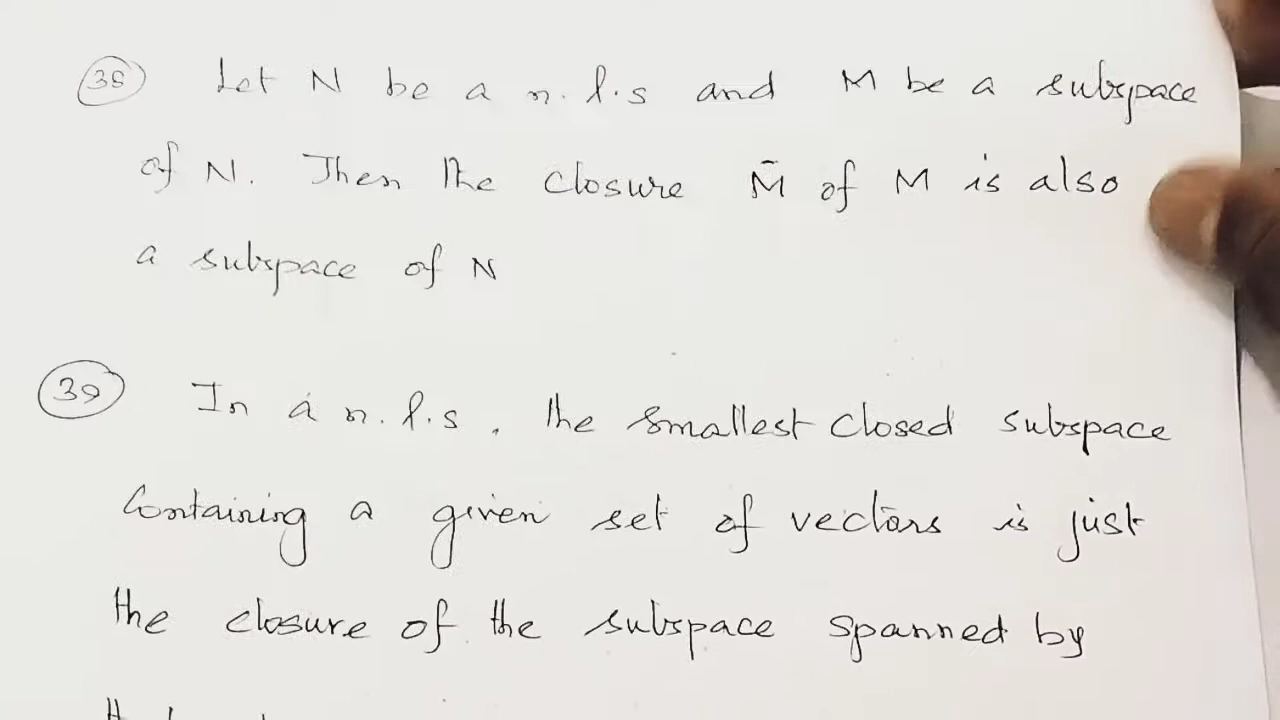 38 Let N be a n.l.s and M be a subspace
of N. Then the closure M̄ of M is also
a subspace of N
39 In a n.l.s, the smallest closed subspace
Containing a given set of vectors is just
the closure of the subspace spanned by